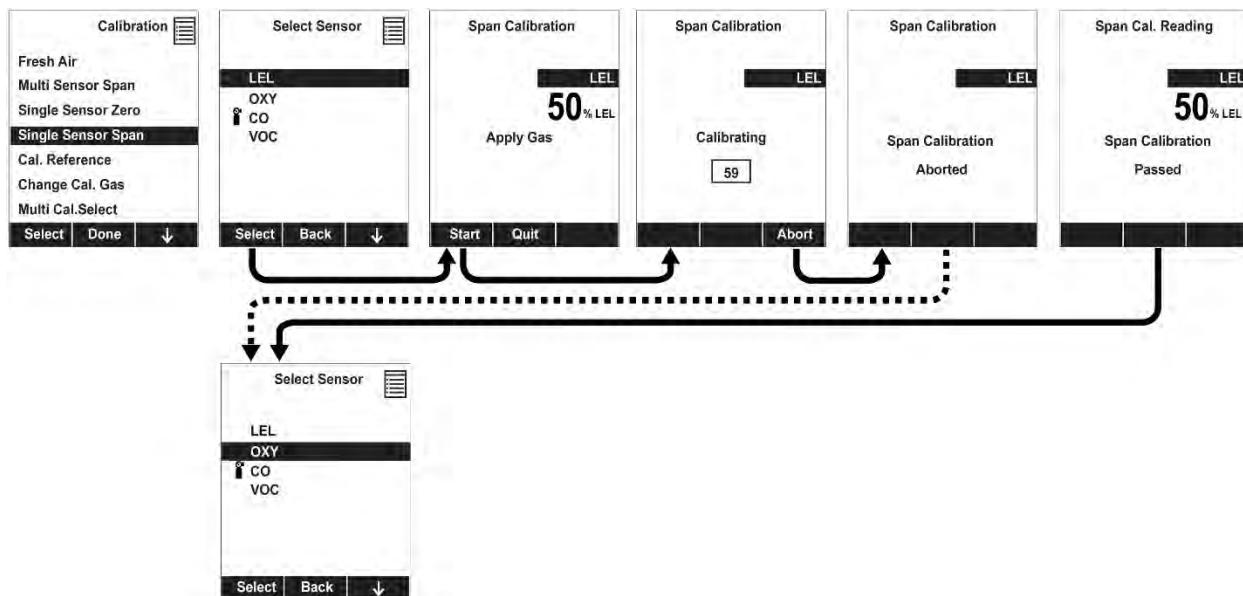 Calibration
Fresh Air
Multi Sensor Span
Single Sensor Zero
Single Sensor Span
Cal. Reference
Change Cal. Gas
Multi Cal.Select
Select Done ↓
Select Sensor
LEL
OXY
CO
VOC
Select Back ↓
Span Calibration
LEL
50% LEL
Apply Gas
Start Quit
Span Calibration
LEL
Calibrating
59
Abort
Span Calibration
LEL
Span Calibration
Aborted
Span Cal. Reading
LEL
50% LEL
Span Calibration
Passed
Select Sensor
LEL
OXY
CO
VOC
Select Back ↓